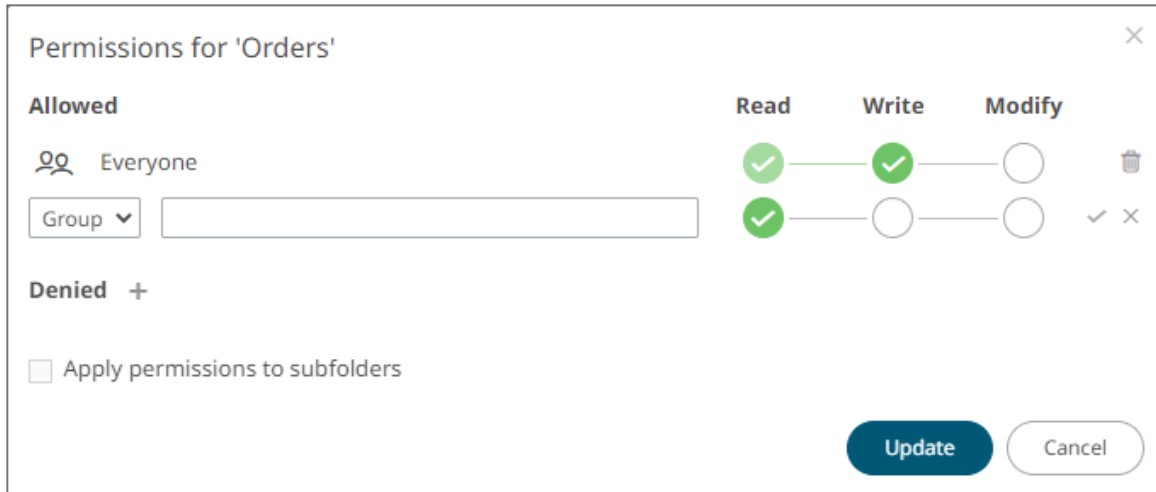 Permissions for 'Orders'
Allowed Read Write Modify
Everyone
Group
Denied
Apply permissions to subfolders
Update Cancel